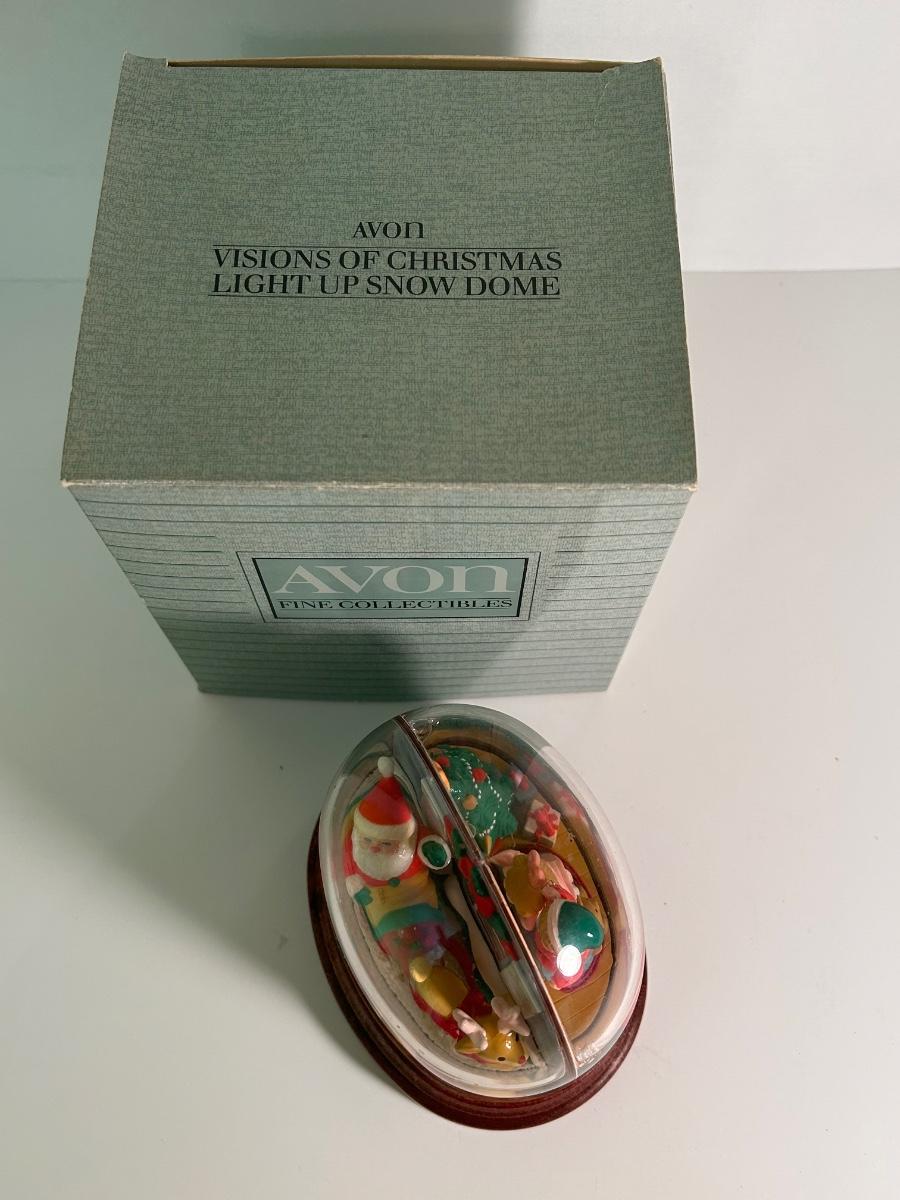 AVON
VISIONS OF CHRISTMAS
LIGHT UP SNOW DOME
AVON
FINE COLLECTIBLES